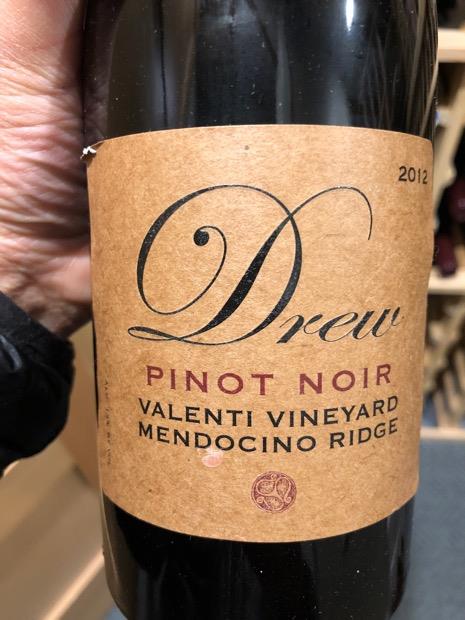 2012
Drew
PINOT NOIR
VALENTI VINEYARD
MENDOCINO RIDGE